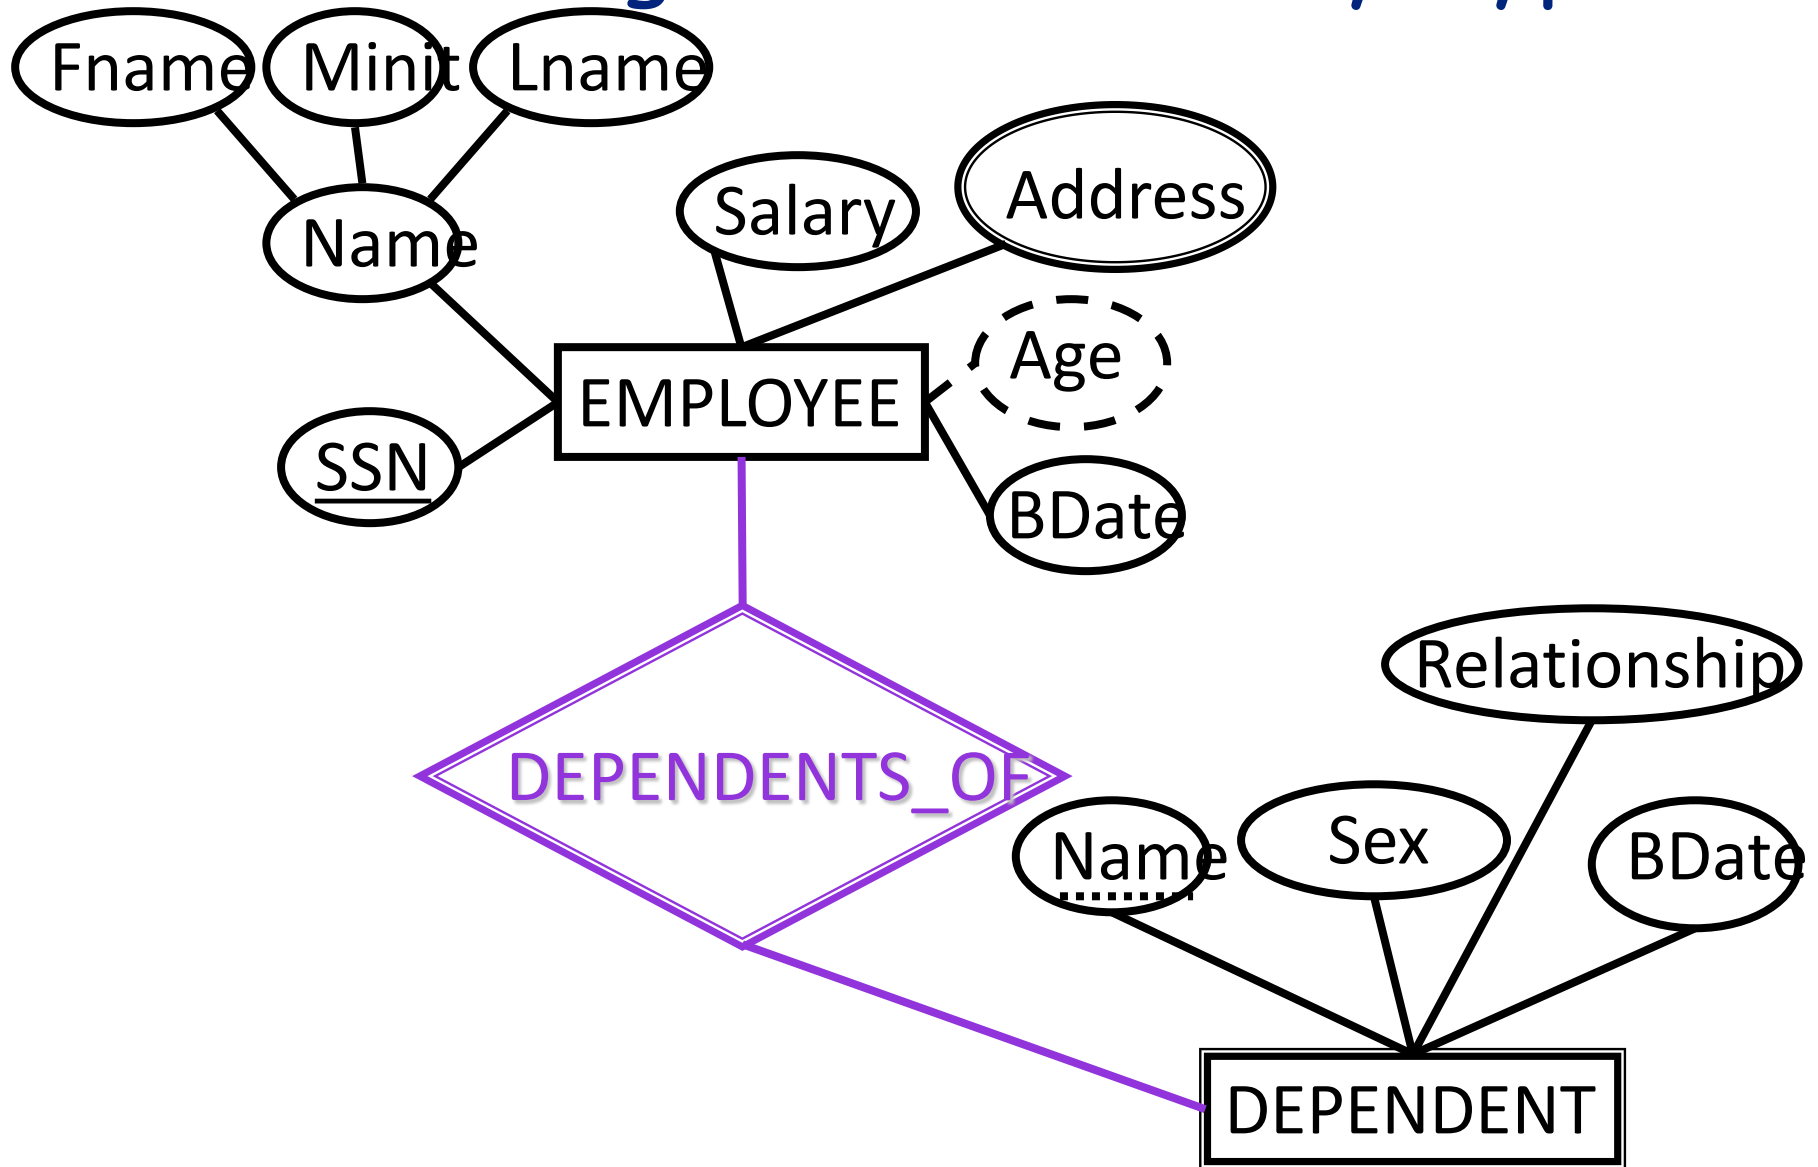 Fname
Minit
Lname
Address
Salary
Name
Age
EMPLOYEE
SSN
BDate
Relationship
DEPENDENTS_OF
Name
Sex
BDate
DEPENDENT